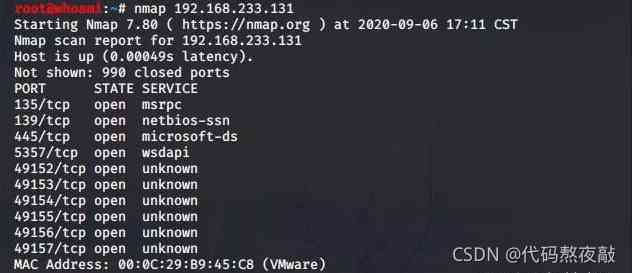 root@whoami:~# nmap 192.168.233.131
Starting Nmap 7.80 ( https://nmap.org ) at 2020-09-06 17:11 CST
Nmap scan report for 192.168.233.131
Host is up (0.00049s latency).
Not shown: 990 closed ports
PORT      STATE SERVICE
135/tcp   open  msrpc
139/tcp   open  netbios-ssn
445/tcp   open  microsoft-ds
5357/tcp  open  wsdapi
49152/tcp open  unknown
49153/tcp open  unknown
49154/tcp open  unknown
49155/tcp open  unknown
49156/tcp open  unknown
49157/tcp open  unknown
MAC Address: 00:0C:29:B9:45:C8 (VMware)
CSDN @代码熬夜敲